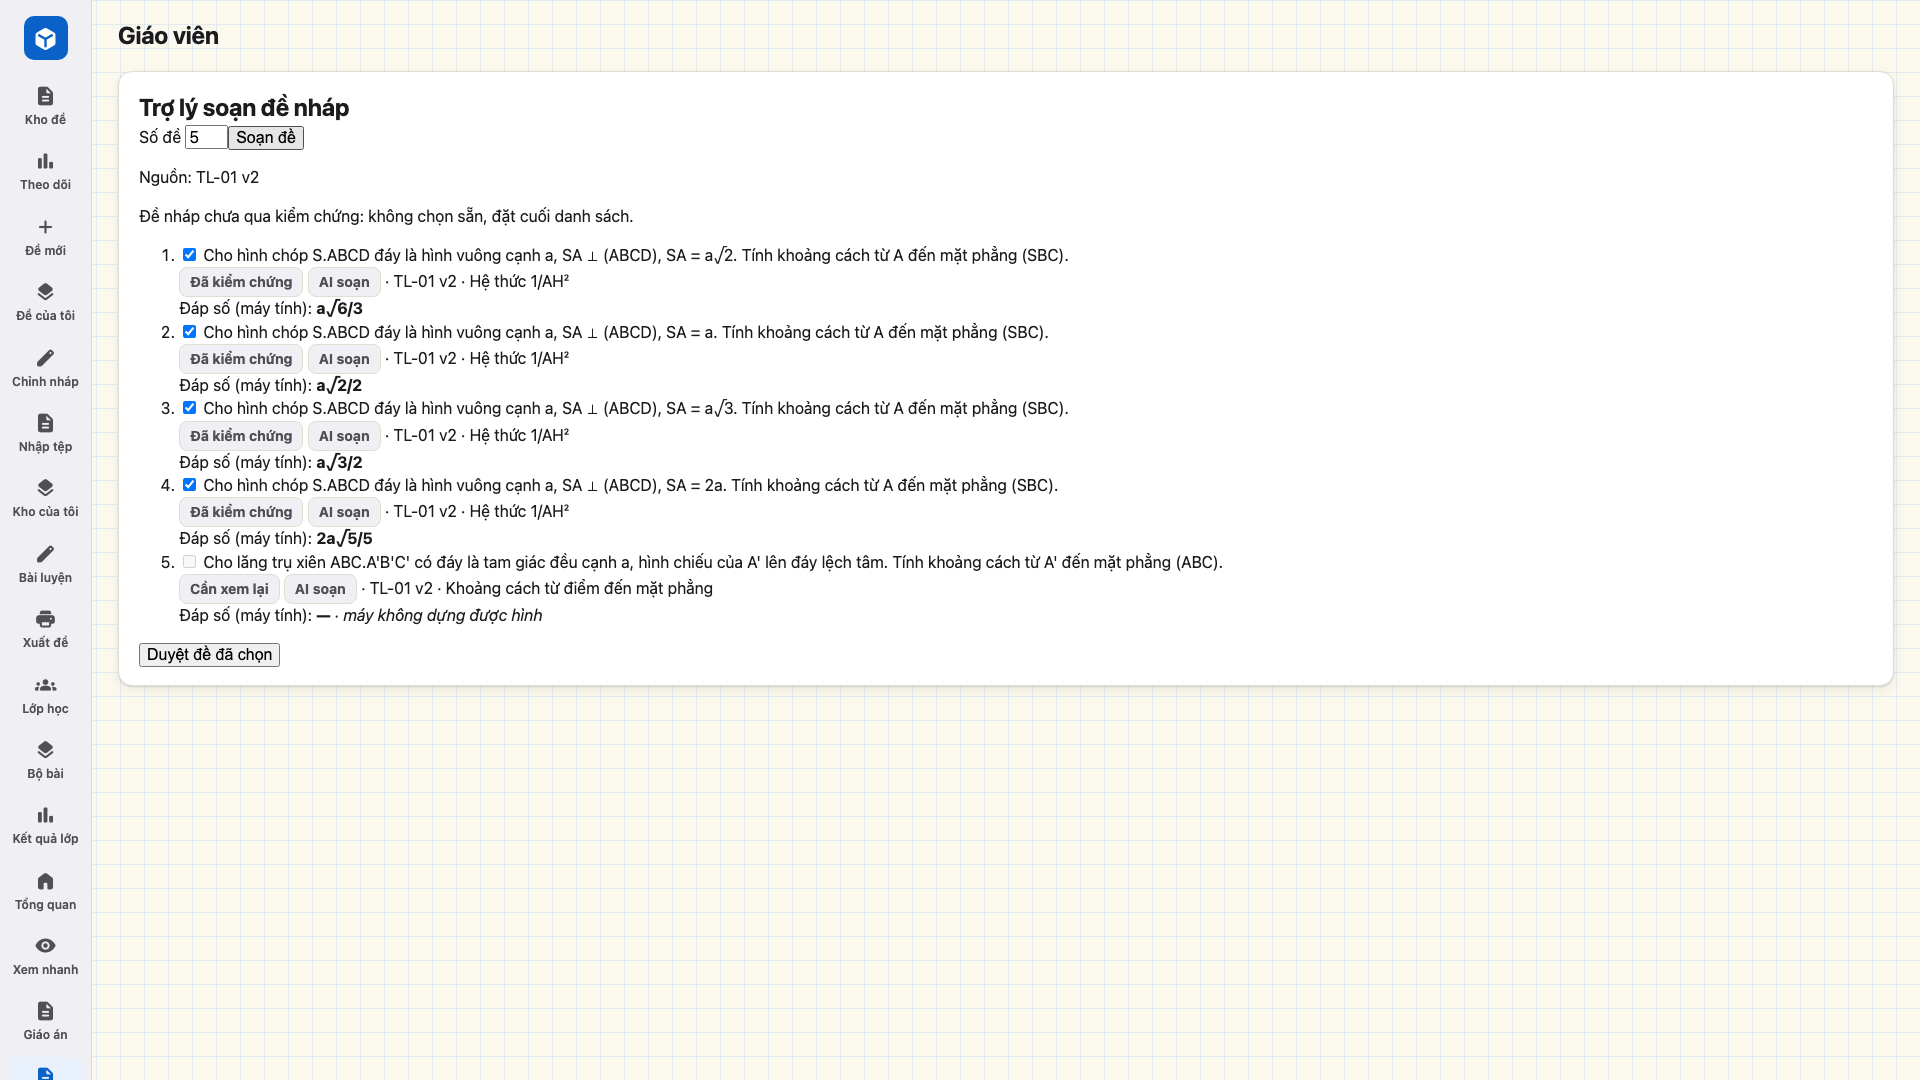 Giáo viên
Kho đề
Theo dõi
Đề mới
Đề của tôi
Chỉnh nháp
Nhập tệp
Kho của tôi
Bài luyện
Xuất đề
Lớp học
Bộ bài
Kết quả lớp
Tổng quan
Xem nhanh
Giáo án
Trợ lý soạn đề nháp
Số đề 5 Soạn đề
Nguồn: TL-01 v2
Đề nháp chưa qua kiểm chứng: không chọn sẵn, đặt cuối danh sách.
1. Cho hình chóp S.ABCD đáy là hình vuông cạnh a, SA ⊥ (ABCD), SA = a√2. Tính khoảng cách từ A đến mặt phẳng (SBC).
Đã kiểm chứng AI soạn · TL-01 v2 · Hệ thức 1/AH²
Đáp số (máy tính): a√6/3
2. Cho hình chóp S.ABCD đáy là hình vuông cạnh a, SA ⊥ (ABCD), SA = a. Tính khoảng cách từ A đến mặt phẳng (SBC).
Đã kiểm chứng AI soạn · TL-01 v2 · Hệ thức 1/AH²
Đáp số (máy tính): a√2/2
3. Cho hình chóp S.ABCD đáy là hình vuông cạnh a, SA ⊥ (ABCD), SA = a√3. Tính khoảng cách từ A đến mặt phẳng (SBC).
Đã kiểm chứng AI soạn · TL-01 v2 · Hệ thức 1/AH²
Đáp số (máy tính): a√3/2
4. Cho hình chóp S.ABCD đáy là hình vuông cạnh a, SA ⊥ (ABCD), SA = 2a. Tính khoảng cách từ A đến mặt phẳng (SBC).
Đã kiểm chứng AI soạn · TL-01 v2 · Hệ thức 1/AH²
Đáp số (máy tính): 2a√5/5
5. Cho lăng trụ xiên ABC.A'B'C' có đáy là tam giác đều cạnh a, hình chiếu của A' lên đáy lệch tâm. Tính khoảng cách từ A' đến mặt phẳng (ABC).
Cần xem lại AI soạn · TL-01 v2 · Khoảng cách từ điểm đến mặt phẳng
Đáp số (máy tính): — · máy không dựng được hình
Duyệt đề đã chọn